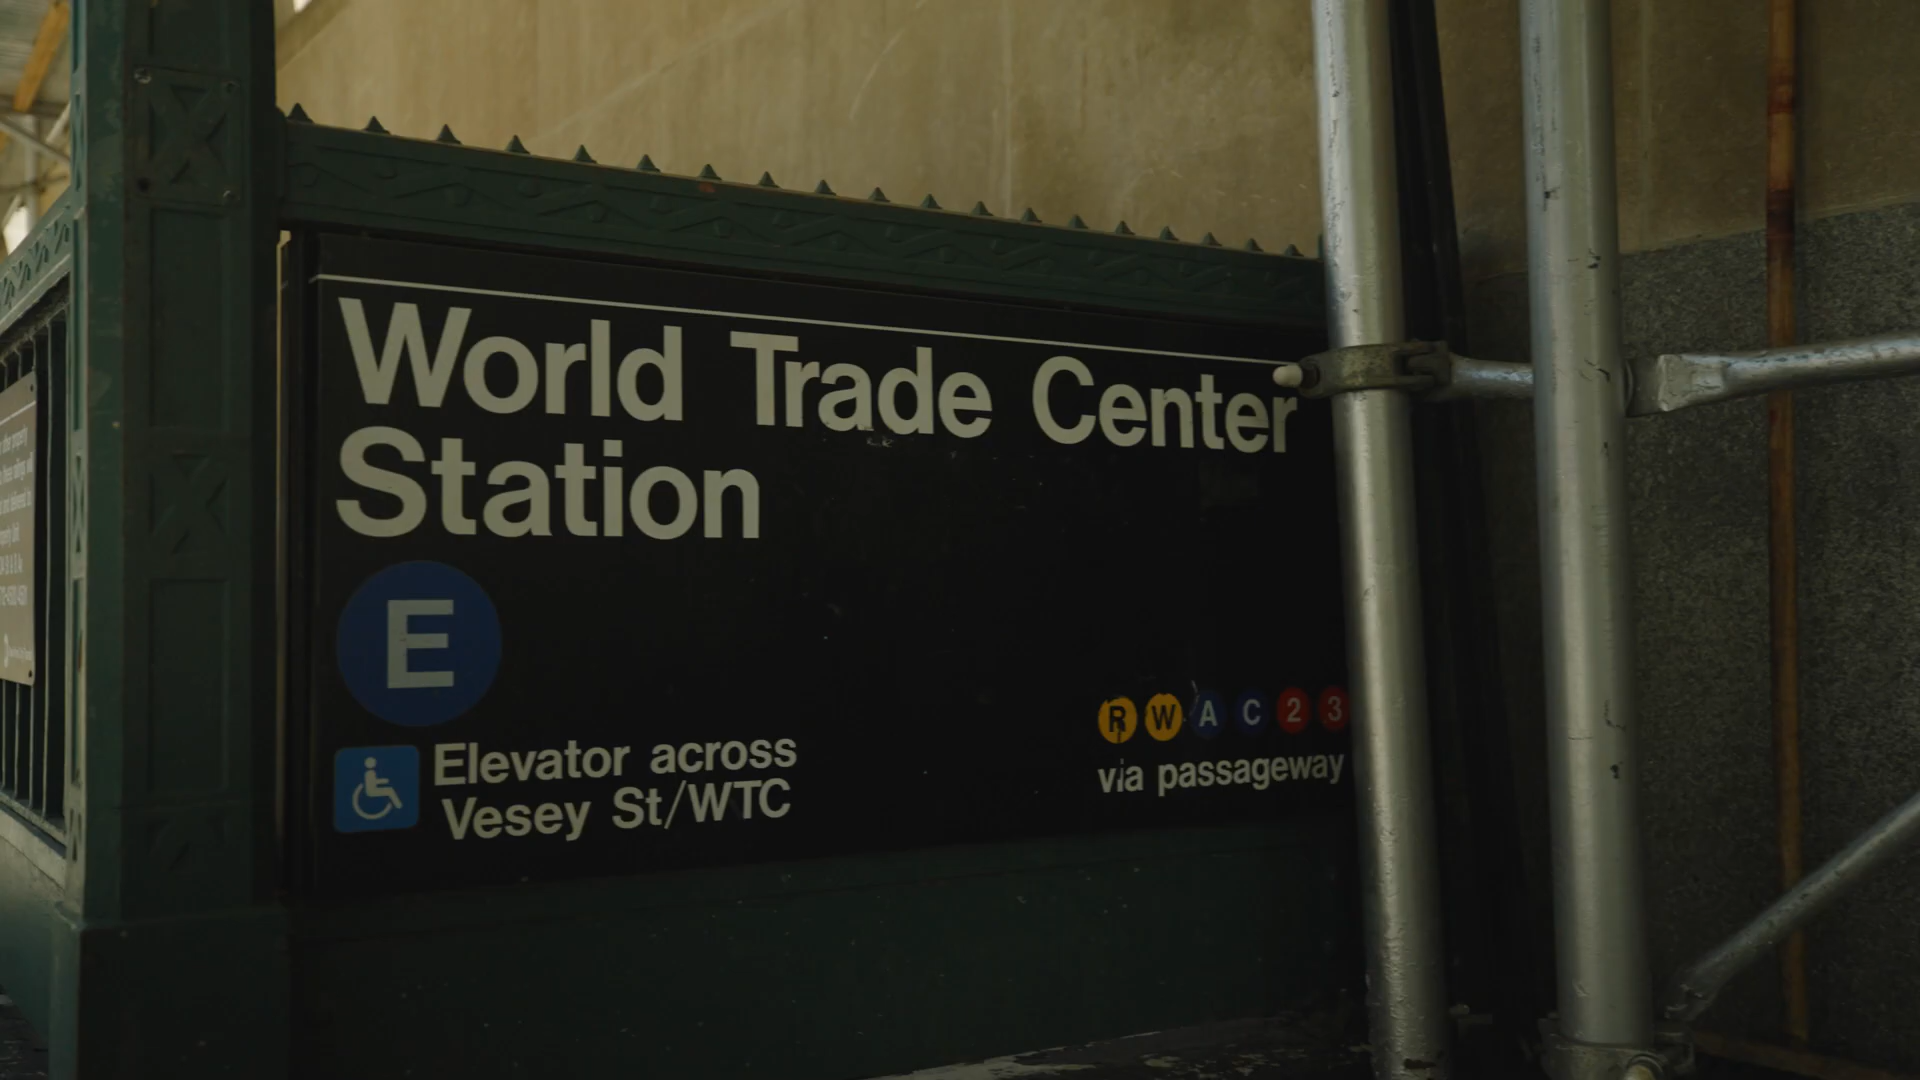 World Trade Center
Station
E
Elevator across
Vesey St/WTC
R W A C 2 3
via passageway